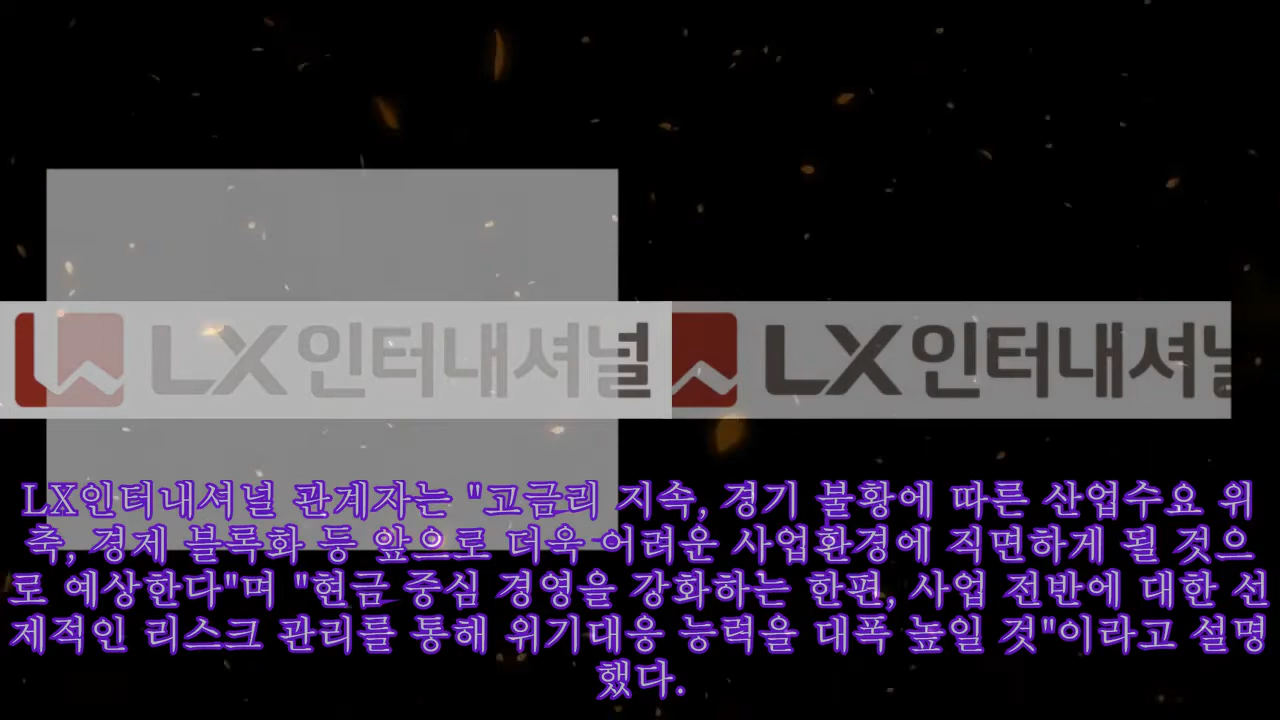 LX인터내셔널
LX인터내셔널
LX인터내셔널 관계자는 "고금리 지속, 경기 불황에 따른 산업수요 위
축, 경제 블록화 등 앞으로 더욱 어려운 사업환경에 직면하게 될 것으
로 예상한다"며 "현금 중심 경영을 강화하는 한편, 사업 전반에 대한 선
제적인 리스크 관리를 통해 위기대응 능력을 대폭 높일 것"이라고 설명
했다.